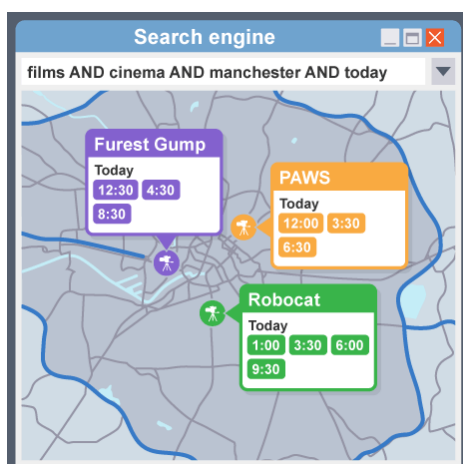 Search engine
films AND cinema AND manchester AND today
Furest Gump
Today
12:30 4:30
8:30
PAWS
Today
12:00 3:30
6:30
Robocat
Today
1:00 3:30 6:00
9:30